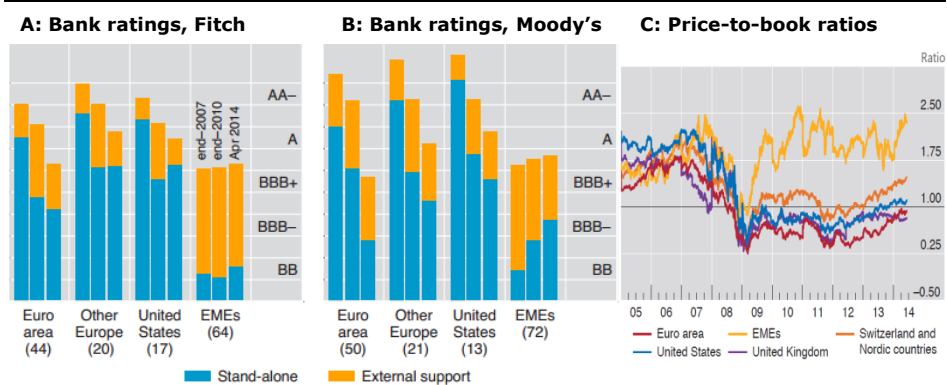 A: Bank ratings, Fitch
AA–
A
BBB+
BBB–
BB
end–2007
end–2010
Apr 2014
Euro area (44)
Other Europe (20)
United States (17)
EMEs (64)
B: Bank ratings, Moody's
AA–
A
BBB+
BBB–
BB
Euro area (50)
Other Europe (21)
United States (13)
EMEs (72)
Stand-alone
External support
C: Price–to–book ratios
Ratio
2.50
1.75
1.00
0.25
–0.50
05 06 07 08 09 10 11 12 13 14
Euro area
EMEs
Switzerland and
Nordic countries
United States
United Kingdom